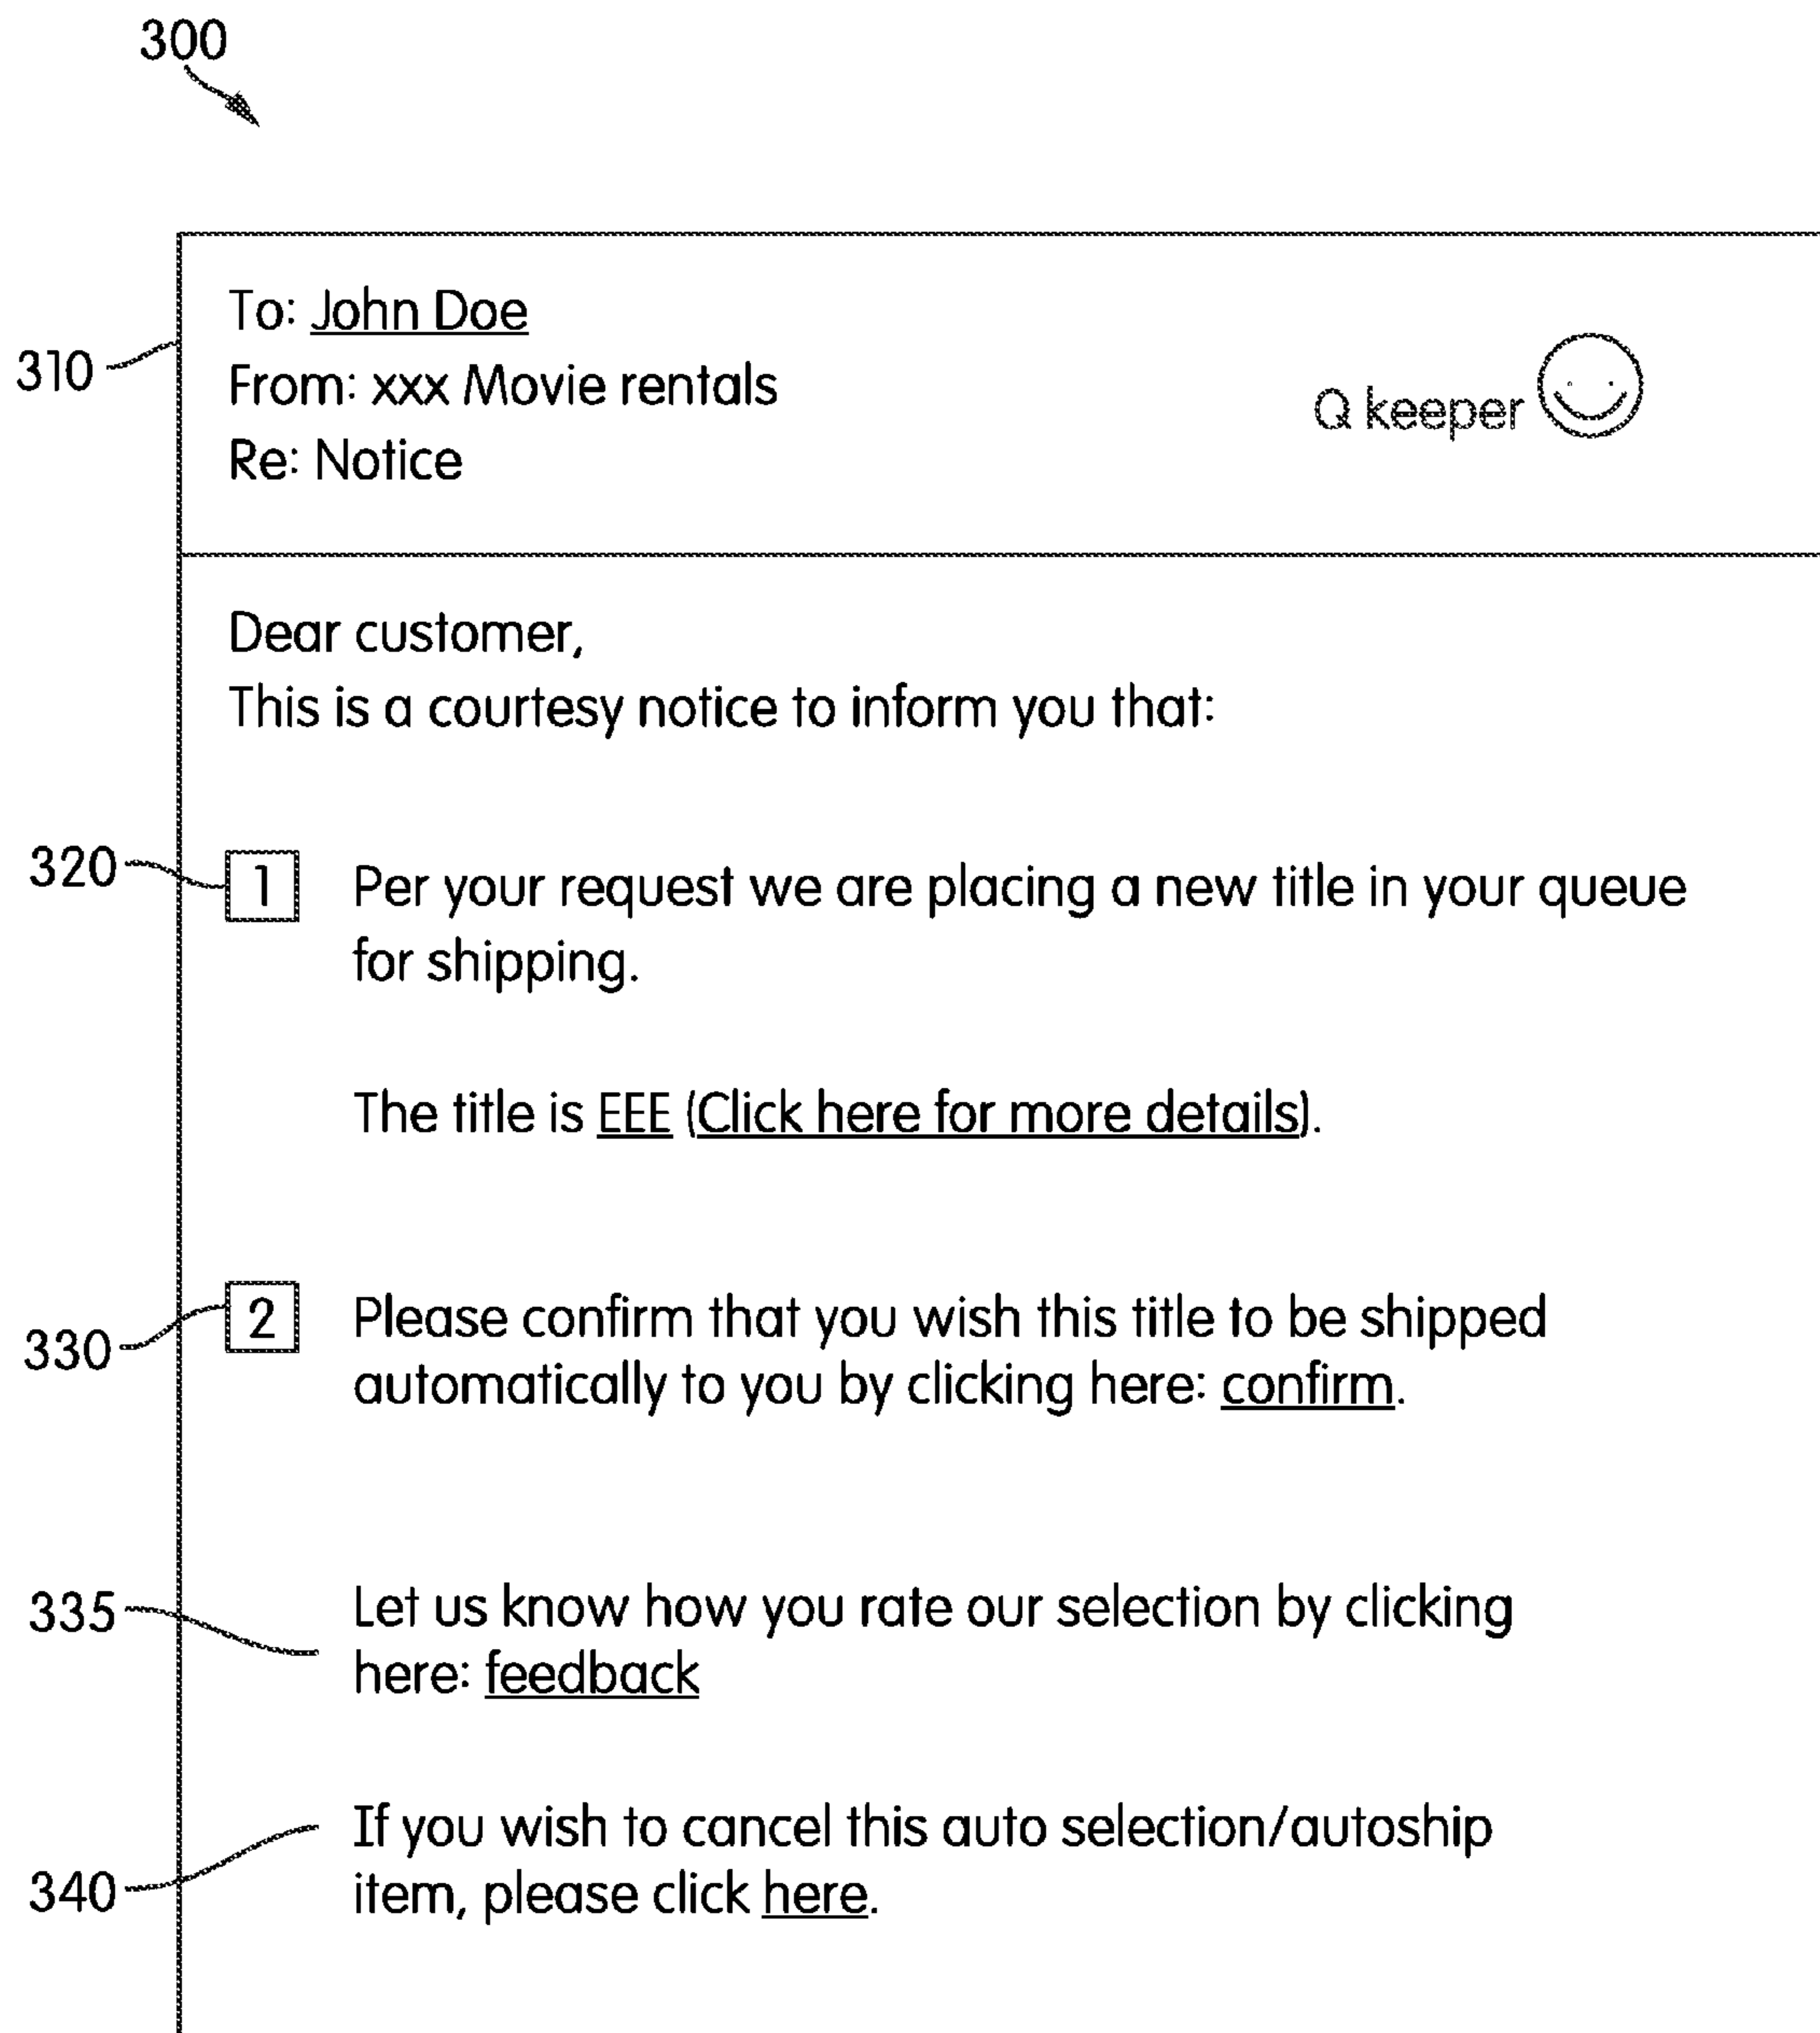 300
310
To: John Doe
From: xxx Movie rentals
Re: Notice
Q keeper
Dear customer,
This is a courtesy notice to inform you that:
320
1 Per your request we are placing a new title in your queue
for shipping.
The title is EEE (Click here for more details).
330
2 Please confirm that you wish this title to be shipped
automatically to you by clicking here: confirm.
335
Let us know how you rate our selection by clicking
here: feedback
340
If you wish to cancel this auto selection/autoship
item, please click here.